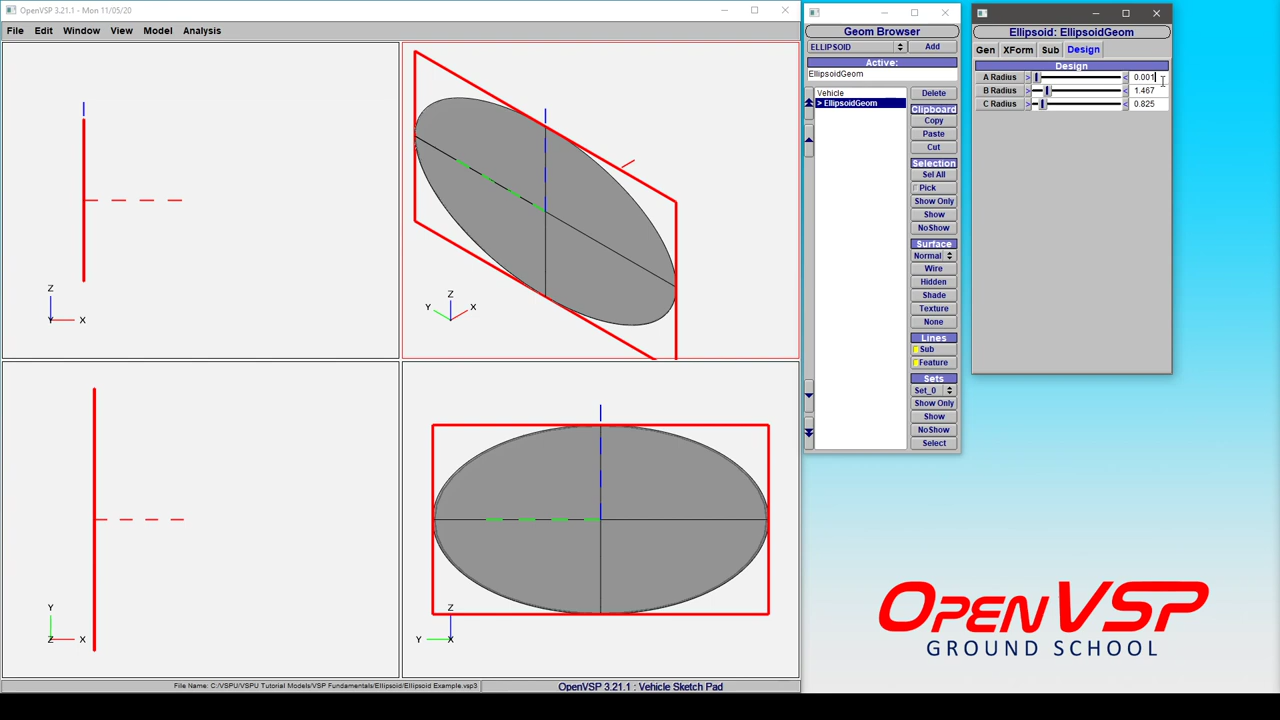 OpenVSP 3.21.1 - Mon 11/05/20
File Edit Window View Model Analysis
Z
Y X
Z
Y X
Y
Z X
Z
Y X
File Name: C:/VSPU/VSPU Tutorial Models/VSP Fundamentals/Ellipsoid/Ellipsoid Example.vsp3
OpenVSP 3.21.1 : Vehicle Sketch Pad
Geom Browser
ELLIPSOID Add
Active:
EllipsoidGeom
Vehicle
> EllipsoidGeom
Delete
Clipboard
Copy
Paste
Cut
Selection
Sel All
Pick
Show Only
Show
NoShow
Surface
Normal
Wire
Hidden
Shade
Texture
None
Lines
Sub
Feature
Sets
Set_0
Show Only
Show
NoShow
Select
Ellipsoid: EllipsoidGeom
Gen XForm Sub Design
Design
A Radius > < 0.001
B Radius > < 1.467
C Radius > < 0.825
OPENVSP
GROUND SCHOOL